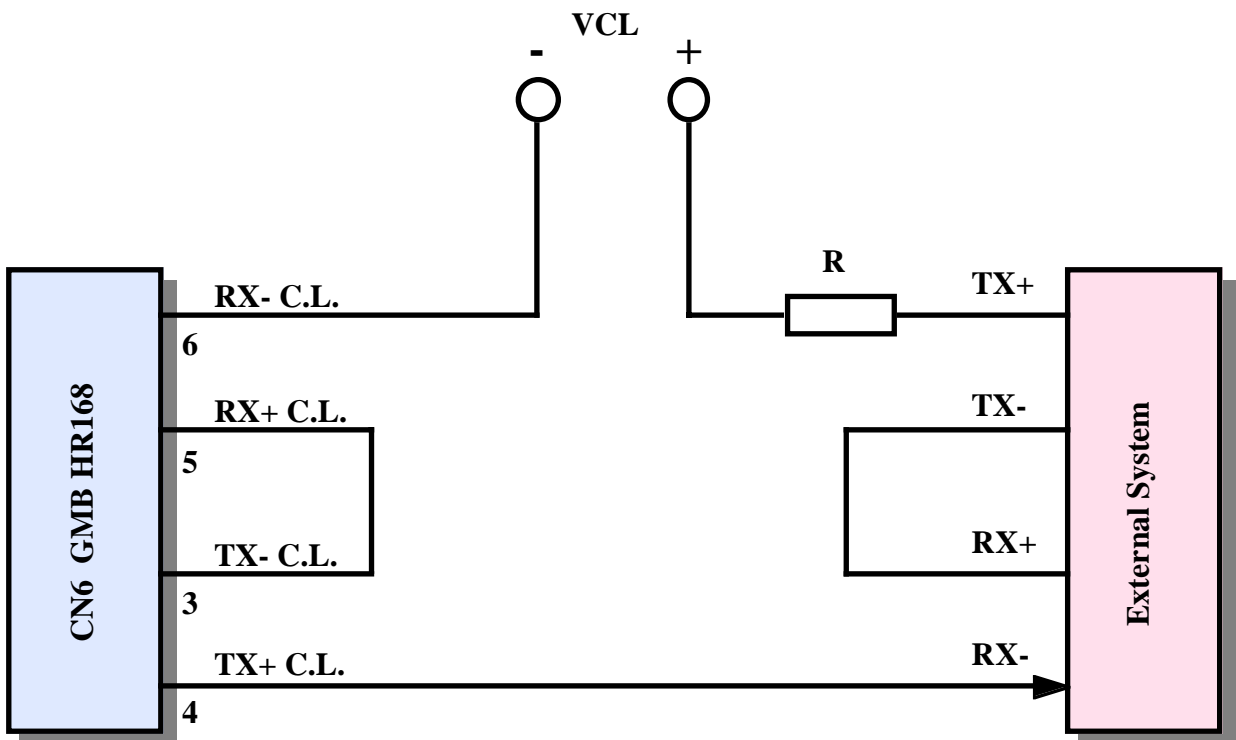 VCL
- +
R
CN6 GMB HR168
RX- C.L.
6
RX+ C.L.
5
TX- C.L.
3
TX+ C.L.
4
TX+
TX-
RX+
RX-
External System